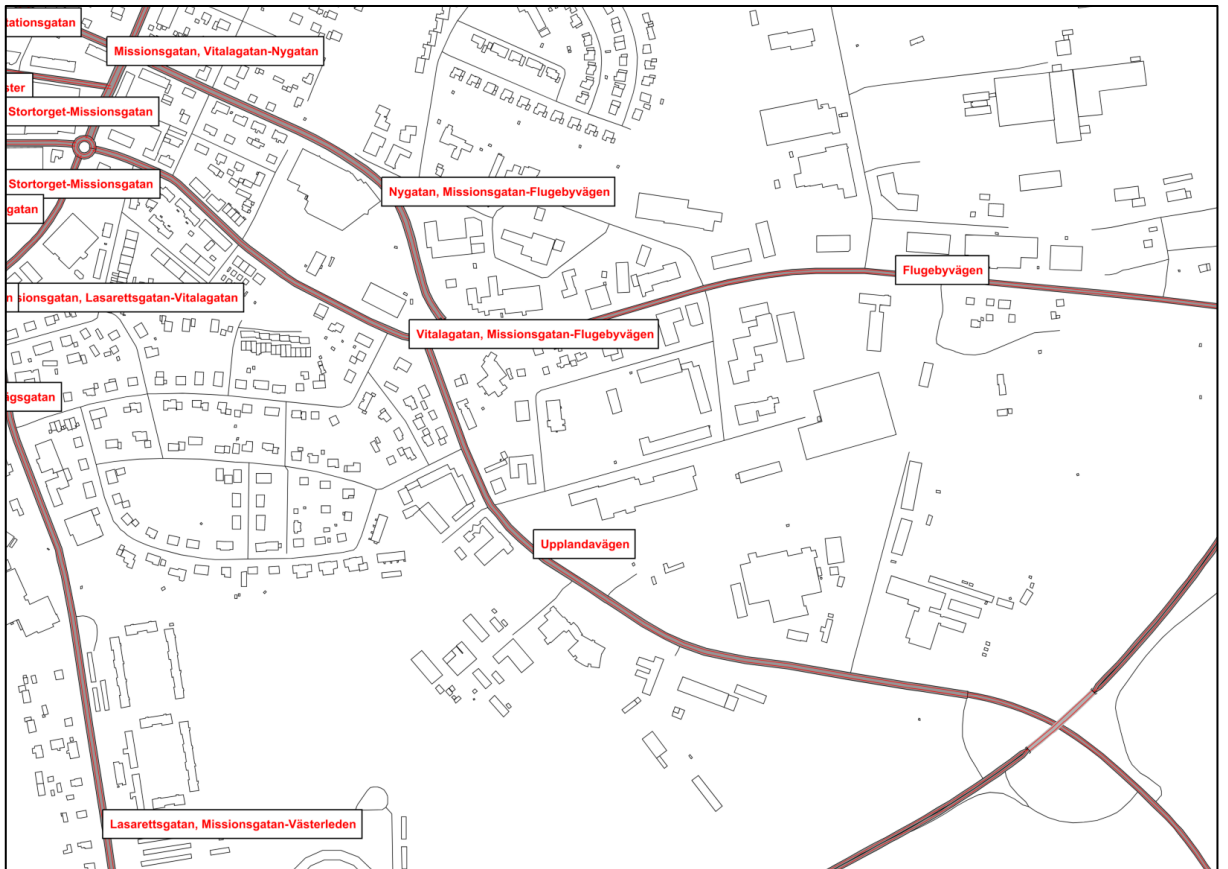 tationsgatan
Missionsgatan, Vitalagatan-Nygatan
ster
Stortorget-Missionsgatan
Stortorget-Missionsgatan
Nygatan, Missionsgatan-Flugebyvägen
gatan
Flugebyvägen
n
sionsgatan, Lasarettsgatan-Vitalagatan
Vitalagatan, Missionsgatan-Flugebyvägen
ägsgatan
Upplandavägen
Lasarettsgatan, Missionsgatan-Västerleden